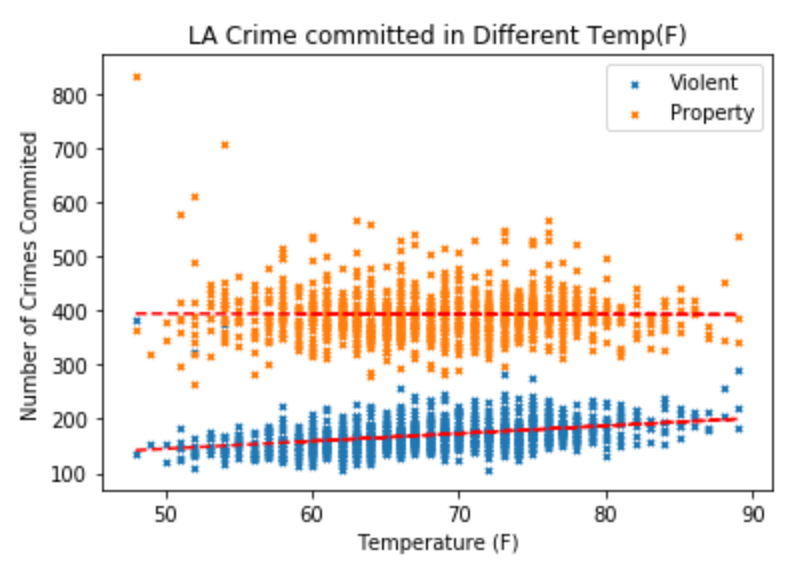 LA Crime committed in Different Temp(F)
Violent
Property
800
700
600
500
400
300
200
100
Number of Crimes Commited
50 60 70 80 90
Temperature (F)